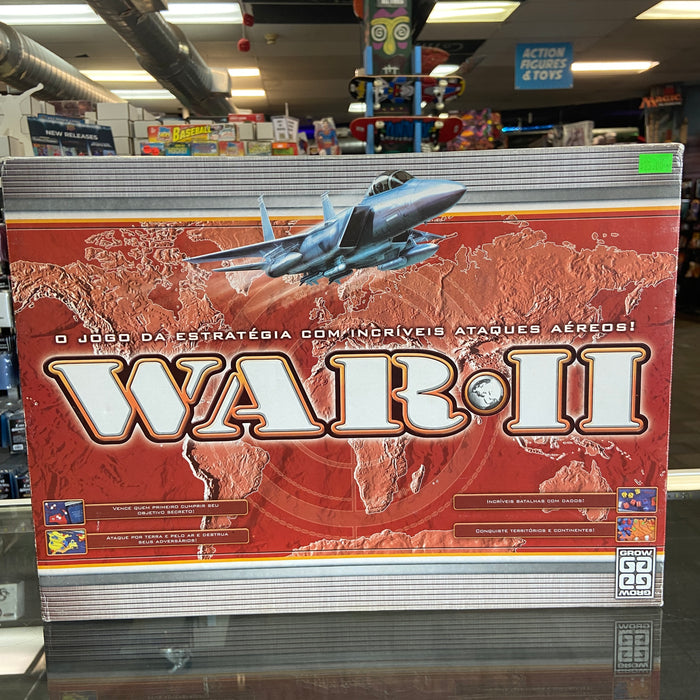 ACTION
FIGURES
& TOYS
NEW RELEASES
BASEBALL
MAGIC
O JOGO DA ESTRATÉGIA COM INCRÍVEIS ATAQUES AÉREOS!
WAR II
VENCE QUEM PRIMEIRO CUMPRIR SEU
OBJETIVO SECRETO!
ATAQUE POR TERRA E PELO AR E DESTRUA
SEUS ADVERSÁRIOS!
INCRÍVEIS BATALHAS COM DADOS!
CONQUISTE TERRITÓRIOS E CONTINENTES!
GROW
GROW